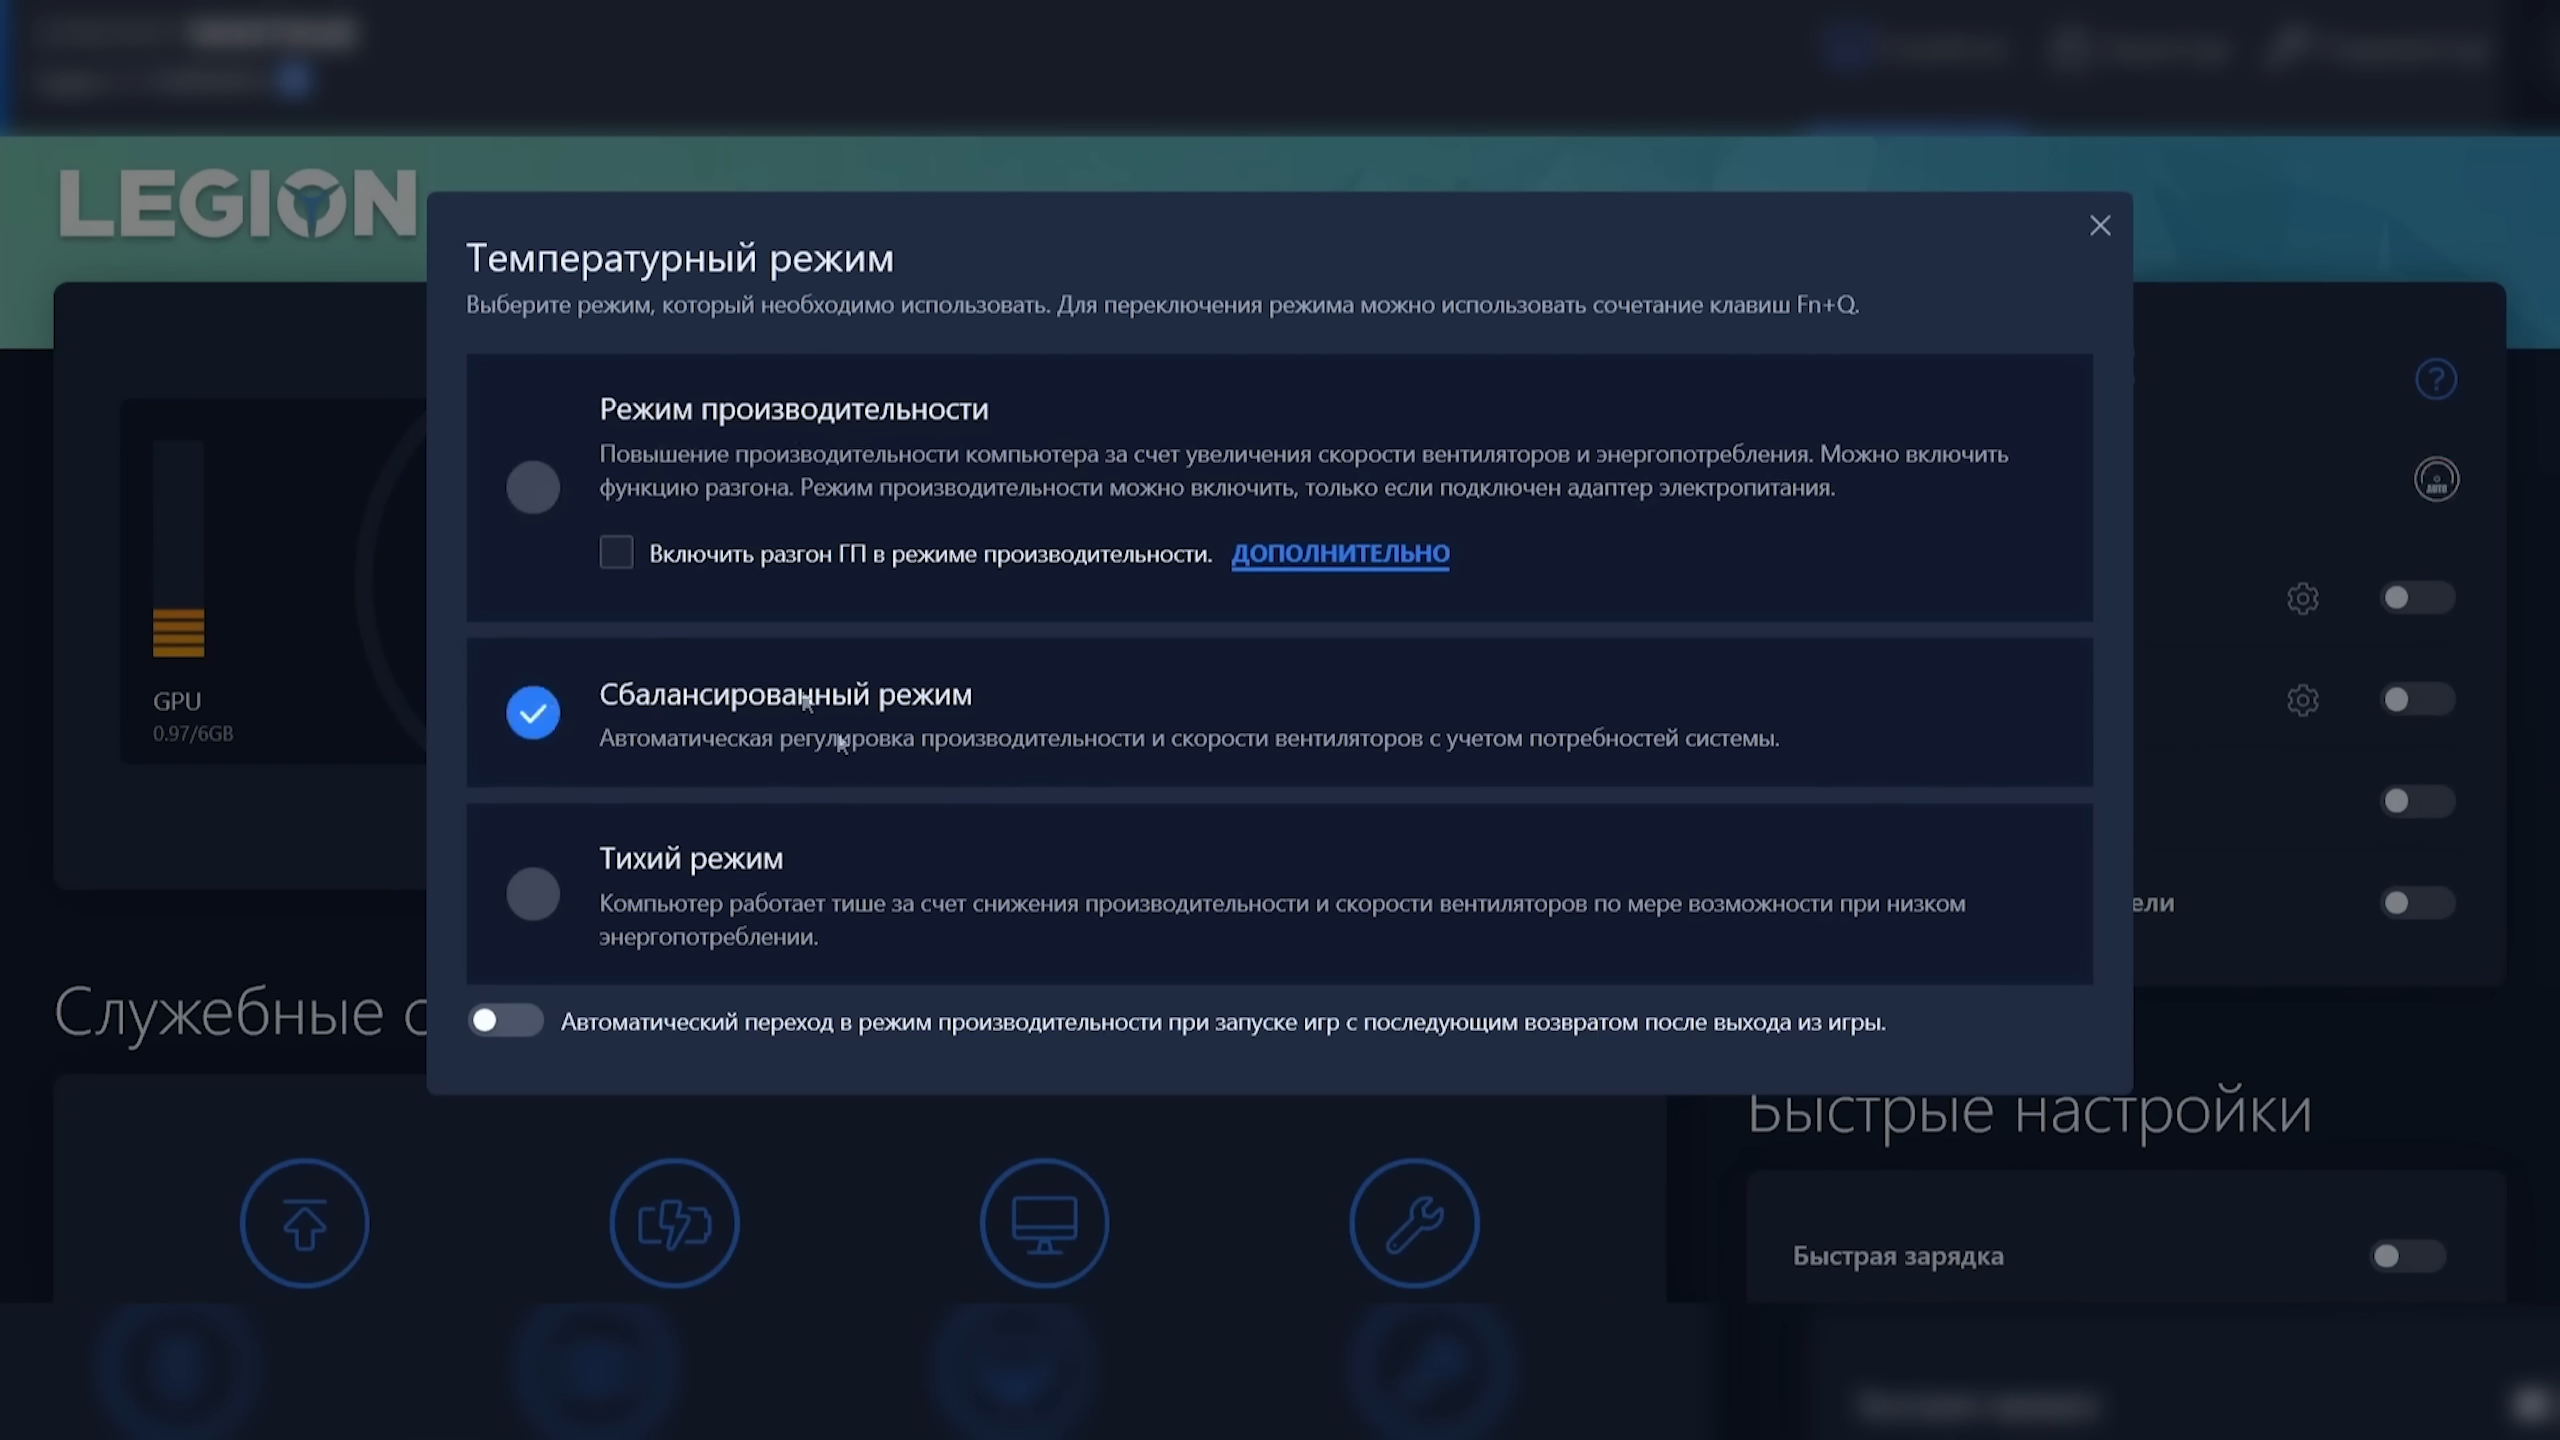 LEGION
Температурный режим
Выберите режим, который необходимо использовать. Для переключения режима можно использовать сочетание клавиш Fn+Q.
Режим производительности
Повышение производительности компьютера за счет увеличения скорости вентиляторов и энергопотребления. Можно включить
функцию разгона. Режим производительности можно включить, только если подключен адаптер электропитания.
Включить разгон ГП в режиме производительности. ДОПОЛНИТЕЛЬНО
AUTO
Сбалансированный режим
Автоматическая регулировка производительности и скорости вентиляторов с учетом потребностей системы.
GPU
0.97/6GB
Тихий режим
Компьютер работает тише за счет снижения производительности и скорости вентиляторов по мере возможности при низком
энергопотреблении.
ели
Автоматический переход в режим производительности при запуске игр с последующим возвратом после выхода из игры.
Служебные с
Быстрые настройки
Быстрая зарядка